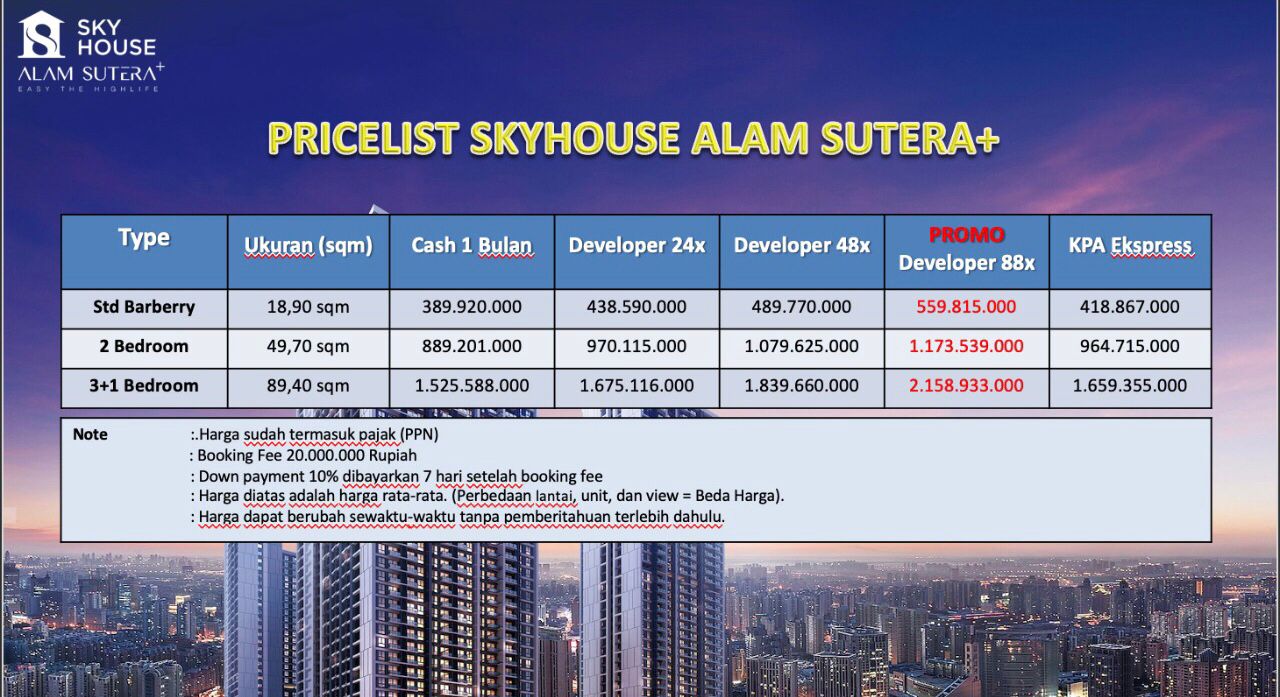 SKY
HOUSE
ALAM SUTERA+
EASY THE HIGHLIFE
PRICELIST SKYHOUSE ALAM SUTERA+
Type Ukuran (sqm) Cash 1 Bulan Developer 24x Developer 48x PROMO Developer 88x KPA Ekspress
Std Barberry 18,90 sqm 389.920.000 438.590.000 489.770.000 559.815.000 418.867.000
2 Bedroom 49,70 sqm 889.201.000 970.115.000 1.079.625.000 1.173.539.000 964.715.000
3+1 Bedroom 89,40 sqm 1.525.588.000 1.675.116.000 1.839.660.000 2.158.933.000 1.659.355.000
Note :.Harga sudah termasuk pajak (PPN)
: Booking Fee 20.000.000 Rupiah
: Down payment 10% dibayarkan 7 hari setelah booking fee
: Harga diatas adalah harga rata-rata. (Perbedaan lantai, unit, dan view = Beda Harga).
: Harga dapat berubah sewaktu-waktu tanpa pemberitahuan terlebih dahulu.